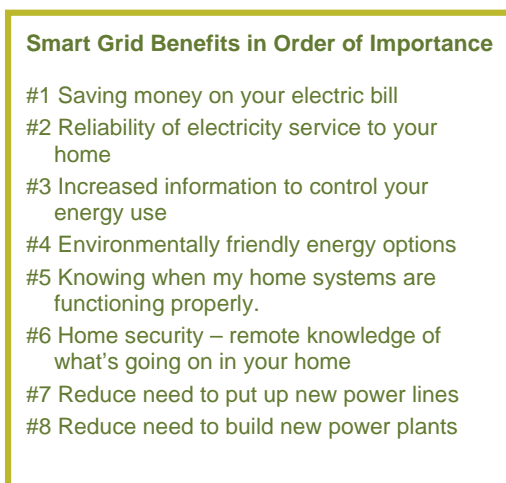 Smart Grid Benefits in Order of Importance
#1 Saving money on your electric bill
#2 Reliability of electricity service to your
home
#3 Increased information to control your
energy use
#4 Environmentally friendly energy options
#5 Knowing when my home systems are
functioning properly.
#6 Home security – remote knowledge of
what's going on in your home
#7 Reduce need to put up new power lines
#8 Reduce need to build new power plants